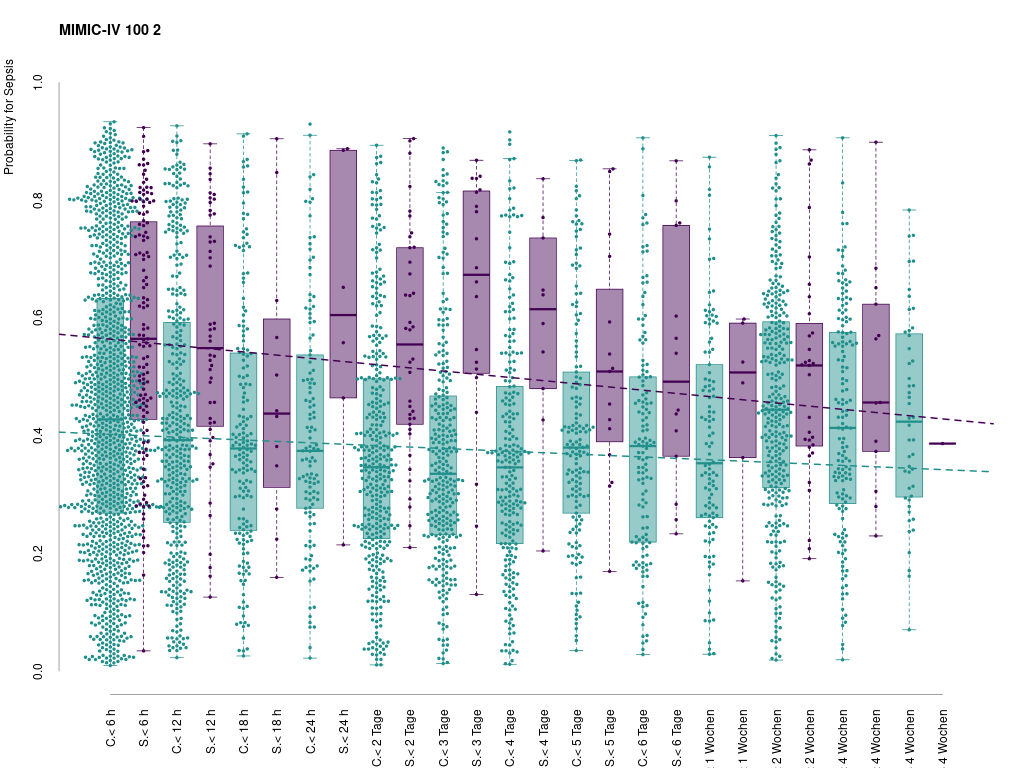 MIMIC-IV 100 2
Probability for Sepsis
1.0
0.8
0.6
0.4
0.2
0.0
C.< 6 h
S.< 6 h
C.< 12 h
S.< 12 h
C.< 18 h
S.< 18 h
C.< 24 h
S.< 24 h
C.< 2 Tage
S.< 2 Tage
C.< 3 Tage
S.< 3 Tage
C.< 4 Tage
S.< 4 Tage
C.< 5 Tage
S.< 5 Tage
C.< 6 Tage
S.< 6 Tage
1 Wochen
1 Wochen
2 Wochen
2 Wochen
4 Wochen
4 Wochen
4 Wochen
4 Wochen